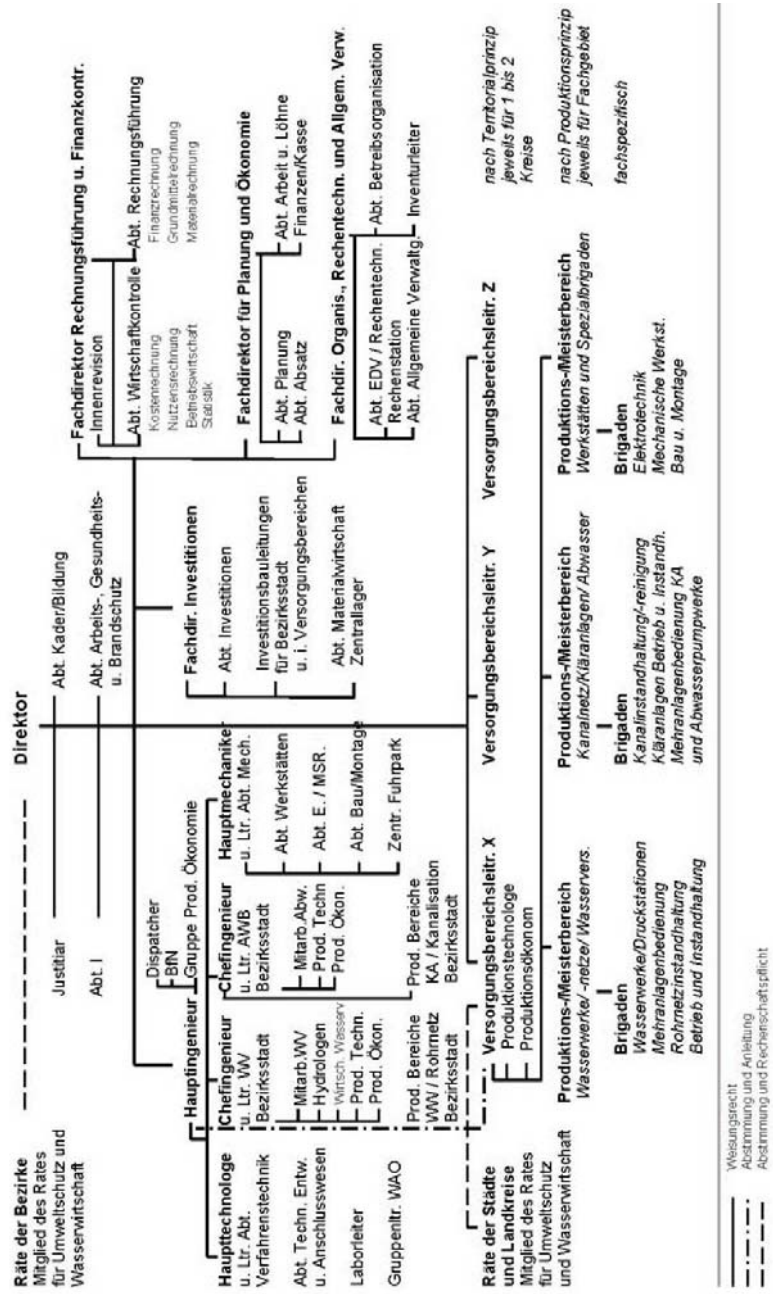 Räte der Bezirke
Mitglied des Rates
für Umweltschutz und
Wasserwirtschaft
Direktor
Justitiar
Abt. I
Abt. Kader/Bildung
Abt. Arbeits-, Gesundheits-
u. Brandschutz
Dispatcher
BfN
Gruppe Prod. Ökonomie
Hauptingenieur
Haupttechnologe
u. Ltr. Abt.
Verfahrenstechnik
Abt. Techn. Entw.
u. Anschlusswesen
Laborleiter
Gruppenltr. WAO
Chefingenieur
u. Ltr. WV
Bezirksstadt
Mitarb.WV
Hydrologen
Wirtsch. Wasserv
Prod. Techn.
Prod. Ökon.
Prod. Bereiche
WW / Rohrnetz
Bezirksstadt
Chefingenieur
u. Ltr. AWB
Bezirksstadt
Mitarb.Abw.
Prod. Techn
Prod. Ökon.
Prod. Bereiche
KA / Kanalisation
Bezirksstadt
Hauptmechanike
u. Ltr. Abt. Mech.
Abt. Werkstätten
Abt. E. / MSR.
Abt. Bau/Montage
Zentr. Fuhrpark
Fachdir. Investitionen
Abt. Investitionen
Investitionsbauleitungen
für Bezirksstadt
u. i. Versorgungsbereichen
Abt. Materialwirtschaft
Zentrallager
Fachdirektor Rechnungsführung u. Finanzkontr.
Innenrevision
Abt. Wirtschaftkontrolle
Kostenrechnung
Nutzensrechnung
Betriebswirtschaft
Statistik
Abt. Rechnungsführung
Finanzrechnung
Grundmittelrechnung
Materialrechnung
Fachdirektor für Planung und Ökonomie
Abt. Planung
Abt. Absatz
Abt. Arbeit u. Löhne
Finanzen/Kasse
Fachdir. Organis., Rechentechn. und Allgem. Verw.
Abt. EDV / Rechentechn.
Rechenstation
Abt. Allgemeine Verwaltg.
Abt. Betreibsorganisation
Inventurleiter
Räte der Städte
und Landkreise
Mitglied des Rates
für Umweltschutz
und Wasserwirtschaft
Versorgungsbereichsleitr. X
Produktionstechnologe
Produktionsökonom
Versorgungsbereichsleitr. Y
Versorgungsbereichsleitr. Z
nach Territorialprinzip
jeweils für 1 bis 2
Kreise
Produktions-/Meisterbereich
Wasserwerke/ -netze/ Wasservers.
Produktions-/Meisterbereich
Kanalnetz/Kläranlagen/ Abwasser
Produktions-/Meisterbereich
Werkstätten und Spezialbrigaden
nach Produktionsprinzip
jeweils für Fachgebiet
Brigaden
Wasserwerke/Druckstationen
Mehranlagenbedienung
Rohrnetzinstandhaltung
Betrieb und Instandhaltung
Brigaden
Kanalinstandhaltung/-reinigung
Kläranlagen Betrieb u. Instandh.
Mehranlagenbedienung KA
und Abwasserpumpwerke
Brigaden
Elektrotechnik
Mechanische Werkst.
Bau u. Montage
fachspezifisch
Weisungsrecht
Abstimmung und Anleitung
Abstimmung und Rechenschaftspflicht